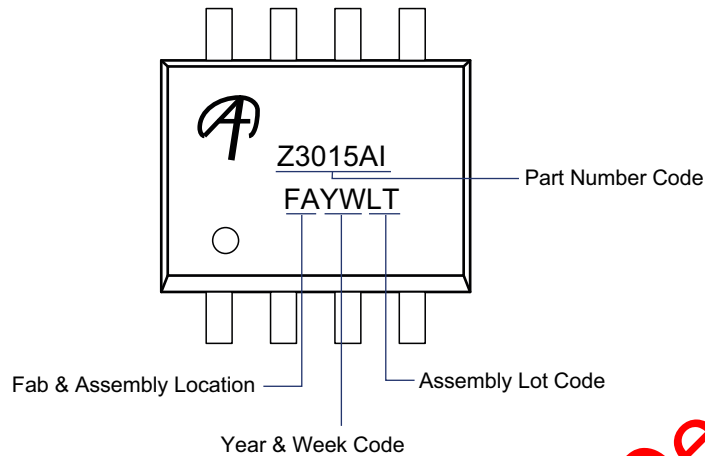 Z3015AI
Part Number Code
FAYWLT
Fab & Assembly Location
Assembly Lot Code
Year & Week Code